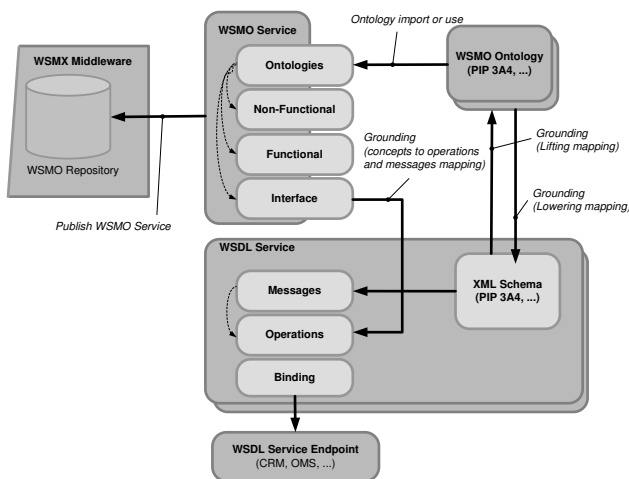 WSMX Middleware
WSMO Repository
Publish WSMO Service
WSMO Service
Ontologies
Non-Functional
Functional
Interface
Ontology import or use
WSMO Ontology
(PIP 3A4, ...)
Grounding
(concepts to operations
and messages mapping)
Grounding
(Lifting mapping)
Grounding
(Lowering mapping)
WSDL Service
Messages
Operations
Binding
XML Schema
(PIP 3A4, ...)
WSDL Service Endpoint
(CRM, OMS, ...)